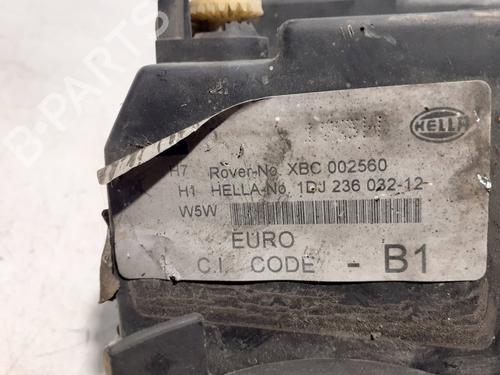 HELLA
H7 Rover-No. XBC 002560
H1 HELLA-No. 1DJ 236 032-12
W5W
EURO
C.I. CODE - B1
B-PARTS